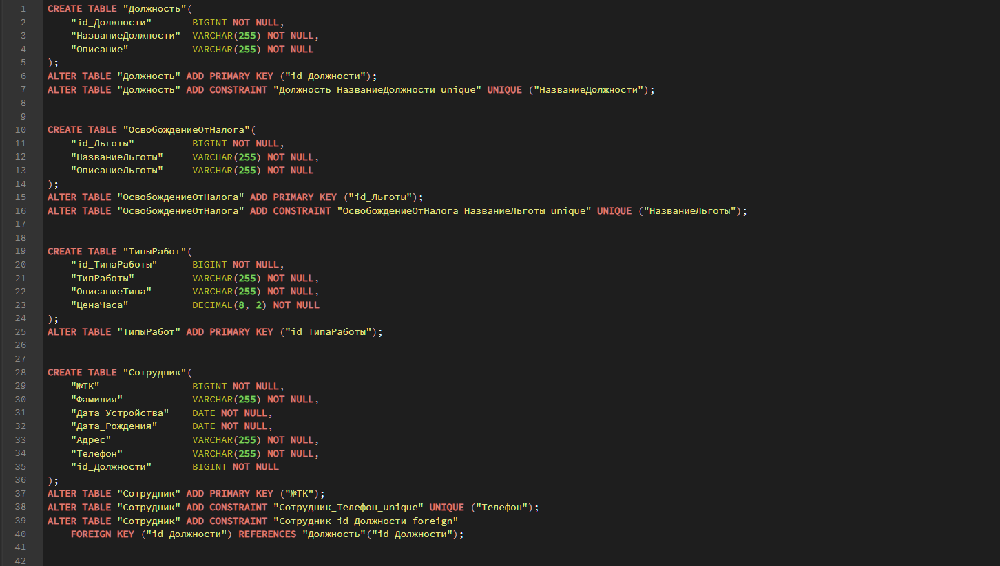 1 CREATE TABLE "Должность"(
2 "id_Должности" BIGINT NOT NULL,
3 "НазваниеДолжности" VARCHAR(255) NOT NULL,
4 "Описание" VARCHAR(255) NOT NULL
5 );
6 ALTER TABLE "Должность" ADD PRIMARY KEY ("id_Должности");
7 ALTER TABLE "Должность" ADD CONSTRAINT "Должность_НазваниеДолжности_unique" UNIQUE ("НазваниеДолжности");
8
9
10 CREATE TABLE "ОсвобождениеОтНалога"(
11 "id_Льготы" BIGINT NOT NULL,
12 "НазваниеЛьготы" VARCHAR(255) NOT NULL,
13 "ОписаниеЛьготы" VARCHAR(255) NOT NULL
14 );
15 ALTER TABLE "ОсвобождениеОтНалога" ADD PRIMARY KEY ("id_Льготы");
16 ALTER TABLE "ОсвобождениеОтНалога" ADD CONSTRAINT "ОсвобождениеОтНалога_НазваниеЛьготы_unique" UNIQUE ("НазваниеЛьготы");
17
18
19 CREATE TABLE "ТипыРабот"(
20 "id_ТипаРаботы" BIGINT NOT NULL,
21 "ТипРаботы" VARCHAR(255) NOT NULL,
22 "ОписаниеТипа" VARCHAR(255) NOT NULL,
23 "ЦенаЧаса" DECIMAL(8, 2) NOT NULL
24 );
25 ALTER TABLE "ТипыРабот" ADD PRIMARY KEY ("id_ТипаРаботы");
26
27
28 CREATE TABLE "Сотрудник"(
29 "№ТК" BIGINT NOT NULL,
30 "Фамилия" VARCHAR(255) NOT NULL,
31 "Дата_Устройства" DATE NOT NULL,
32 "Дата_Рождения" DATE NOT NULL,
33 "Адрес" VARCHAR(255) NOT NULL,
34 "Телефон" VARCHAR(255) NOT NULL,
35 "id_Должности" BIGINT NOT NULL
36 );
37 ALTER TABLE "Сотрудник" ADD PRIMARY KEY ("№ТК");
38 ALTER TABLE "Сотрудник" ADD CONSTRAINT "Сотрудник_Телефон_unique" UNIQUE ("Телефон");
39 ALTER TABLE "Сотрудник" ADD CONSTRAINT "Сотрудник_id_Должности_foreign"
40 FOREIGN KEY ("id_Должности") REFERENCES "Должность"("id_Должности");
41
42